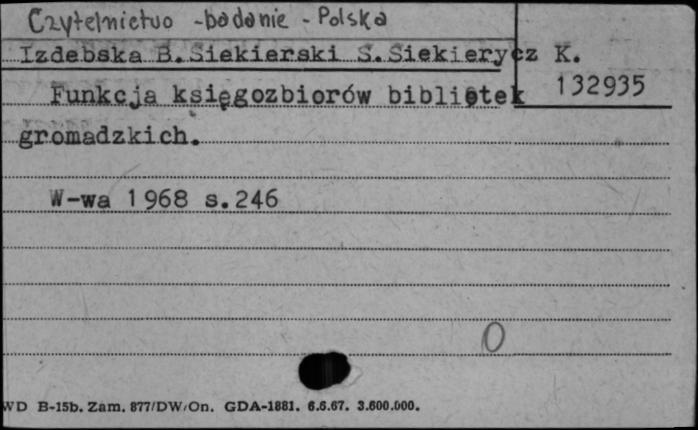 Czytelnictwo - badanie - Polska
Izdebska B. Siekierski S. Siekierycz K.
Funkcja księgozbiorów bibliotek
132935
gromadzkich.
W-wa 1968 s.246
0
WD B-15b. Zam. 877/DW/On. GDA-1881. 6.6.67. 3.600.000.